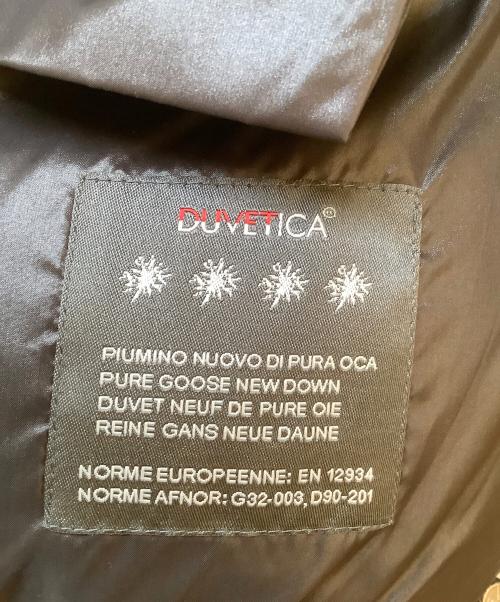 DUVETICA®
PIUMINO NUOVO DI PURA OCA
PURE GOOSE NEW DOWN
DUVET NEUF DE PURE OIE
REINE GANS NEUE DAUNE
NORME EUROPEENNE: EN 12934
NORME AFNOR: G32-003, D90-201